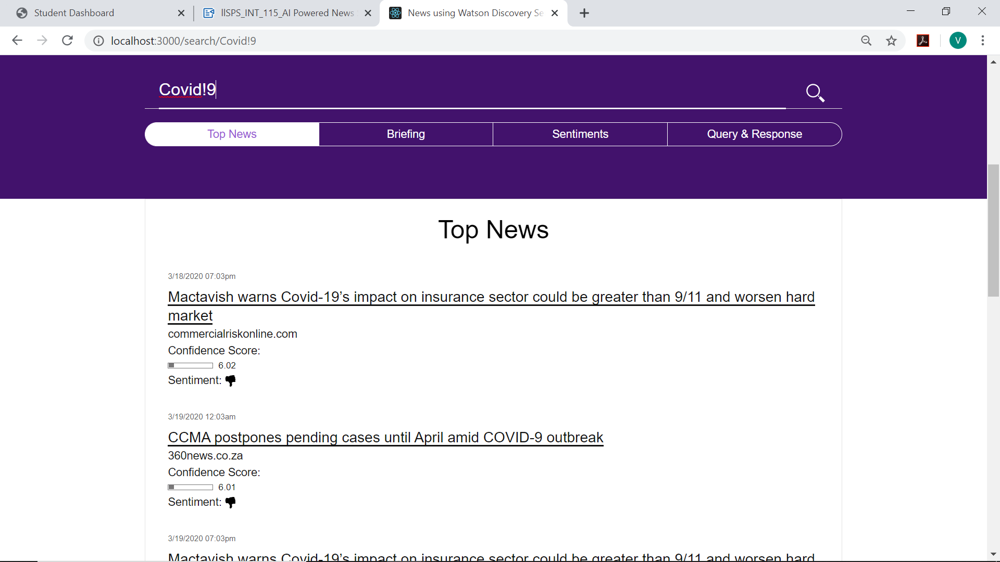 Student Dashboard
llSPS_INT_115_AI Powered News
News using Watson Discovery Se
localhost:3000/search/Covid!9
V
Covid!9
Top News
Briefing
Sentiments
Query & Response
Top News
3/18/2020 07:03pm
Mactavish warns Covid-19’s impact on insurance sector could be greater than 9/11 and worsen hard
market
commercialriskonline.com
Confidence Score:
6.02
Sentiment:
3/19/2020 12:03am
CCMA postpones pending cases until April amid COVID-9 outbreak
360news.co.za
Confidence Score:
6.01
Sentiment:
3/19/2020 07:03pm
Mactavish warns Covid-19’s impact on insurance sector could be greater than 9/11 and worsen hard